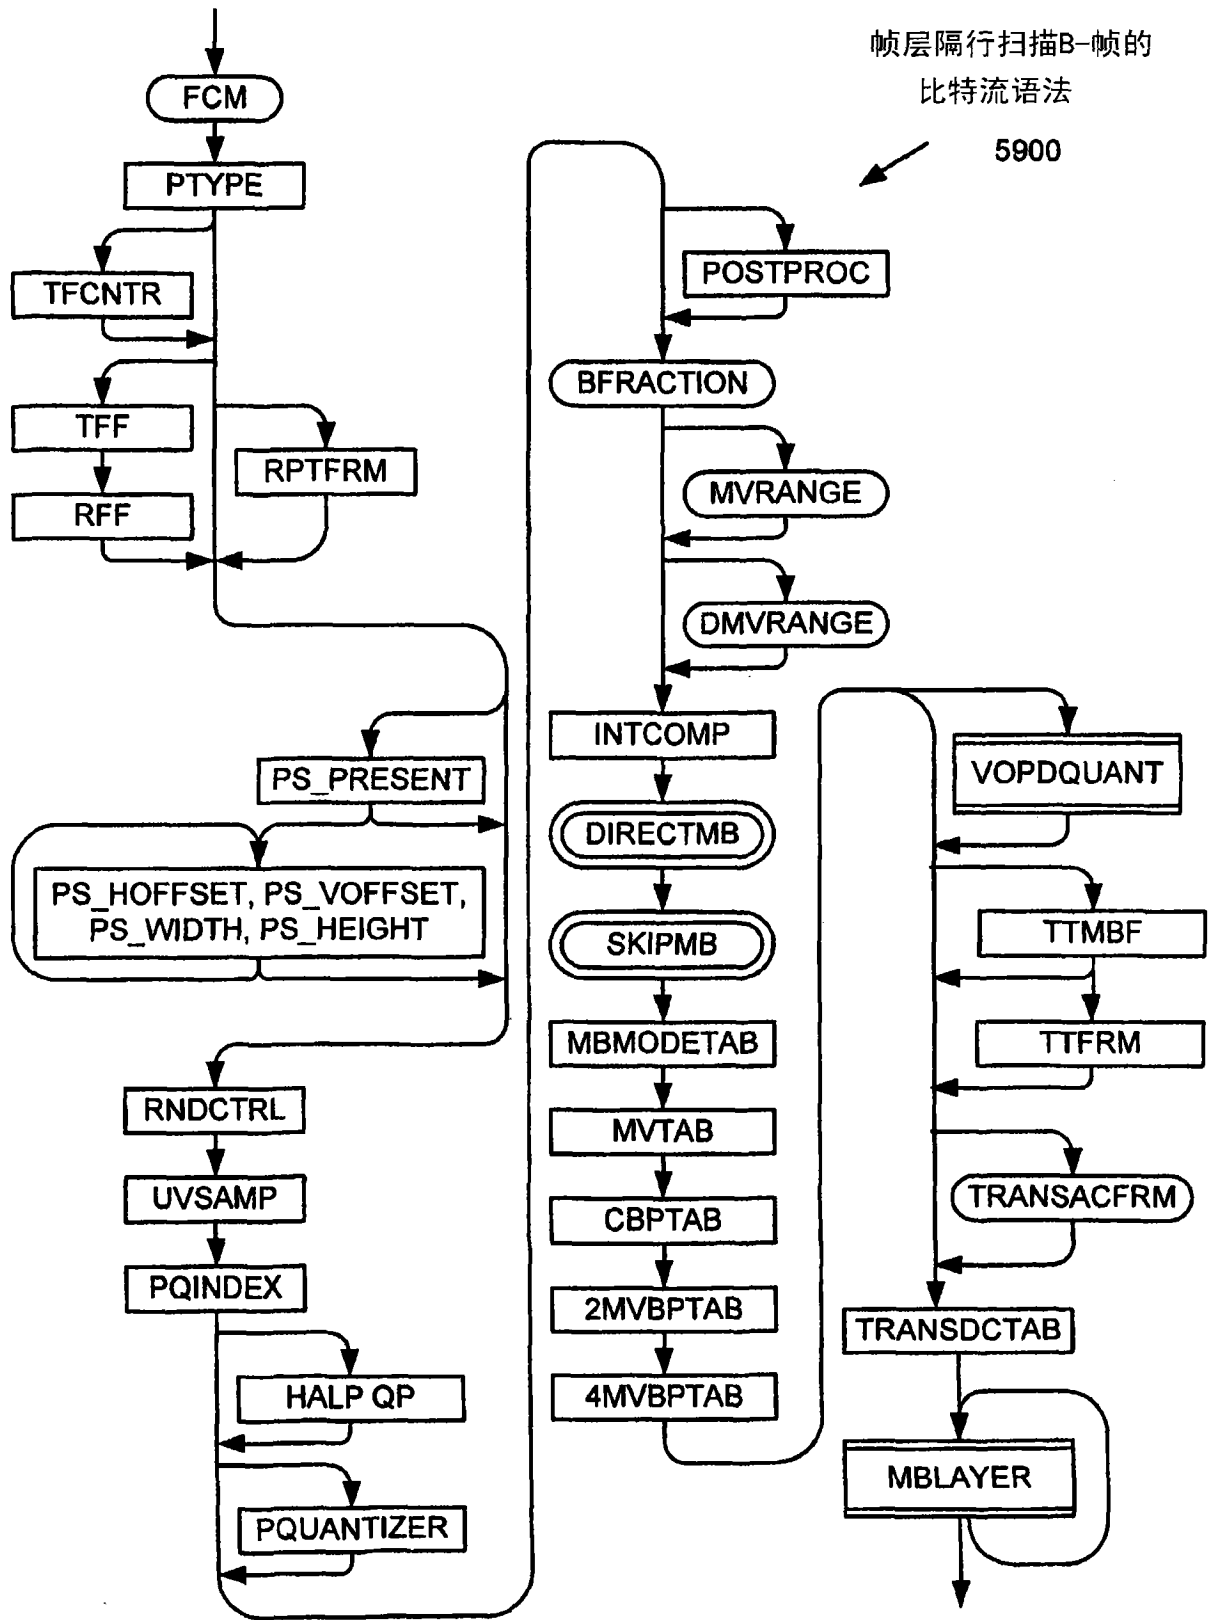 帧层隔行扫描B-帧的
比特流语法
5900
FCM
PTYPE
TFCNTR
TFF
RPTFRM
RFF
PS_PRESENT
PS_HOFFSET, PS_VOFFSET,
PS_WIDTH, PS_HEIGHT
RNDCTRL
UVSAMP
PQINDEX
HALP QP
PQUANTIZER
POSTPROC
BFRACTION
MVRANGE
DMVRANGE
INTCOMP
DIRECTMB
SKIPMB
MBMODETAB
MVTAB
CBPTAB
2MVBPTAB
4MVBPTAB
VOPDQUANT
TTMBF
TTFRM
TRANSACFRM
TRANSDCTAB
MBLAYER